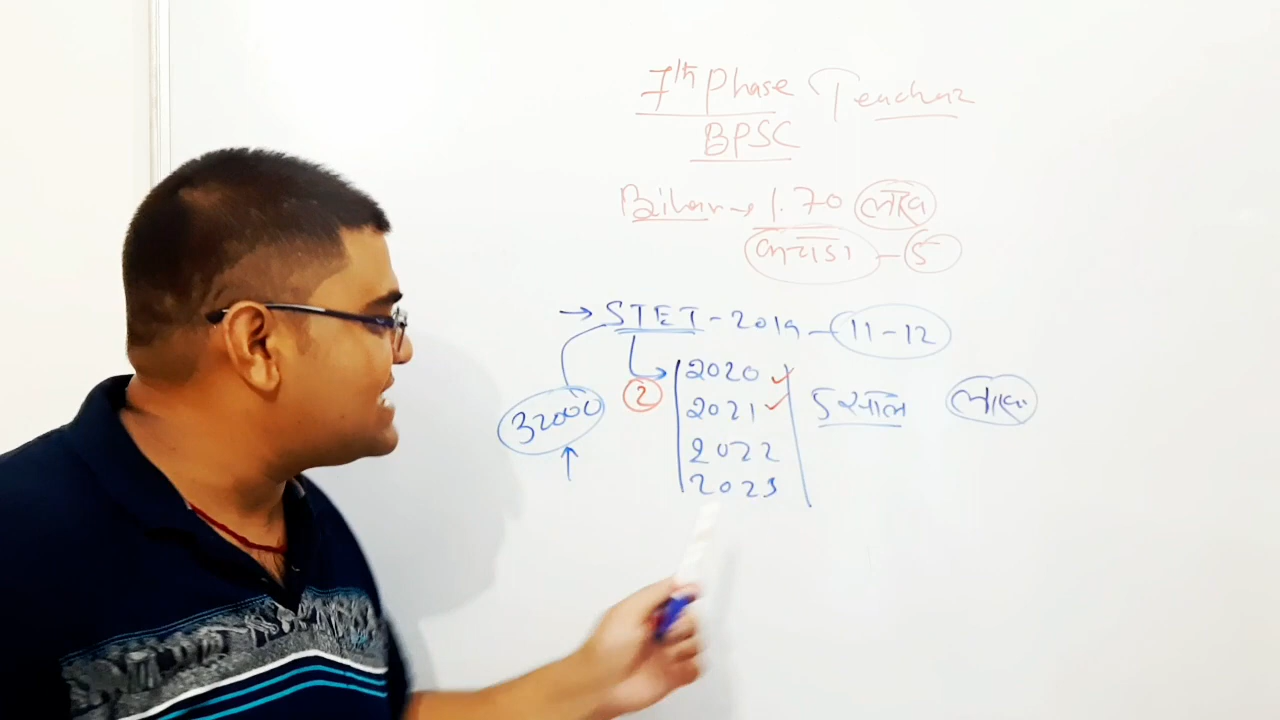 7th Phase Teacher
BPSC
Bihar → 1.70 लाख
कनाडा - 5
→ STET - 2019 - 11-12
2020 ✓
32000 2 2021 ✓ 5 साल लाख
2022
2023